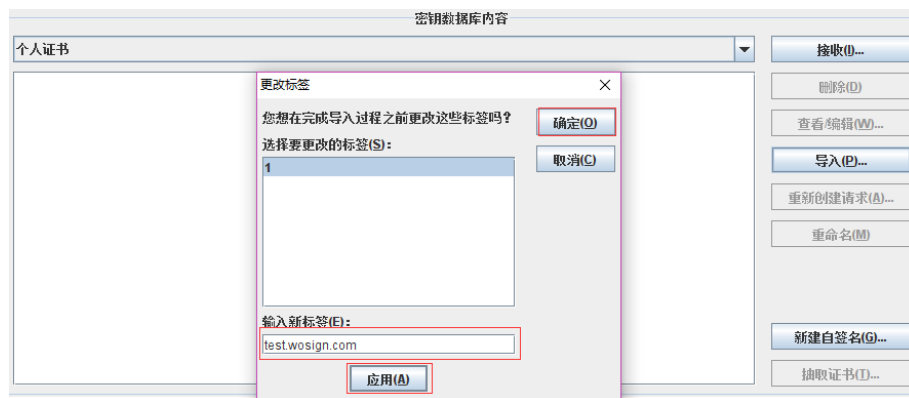 密钥数据库内容
个人证书
接收(I)...
删除(D)
查看/编辑(W)...
导入(P)...
重新创建请求(A)...
重命名(M)
新建自签名(G)...
抽取证书(T)...
更改标签
您想在完成导入过程之前更改这些标签吗?
确定(O)
取消(C)
选择要更改的标签(S):
1
输入新标签(E):
test.wosign.com
应用(A)